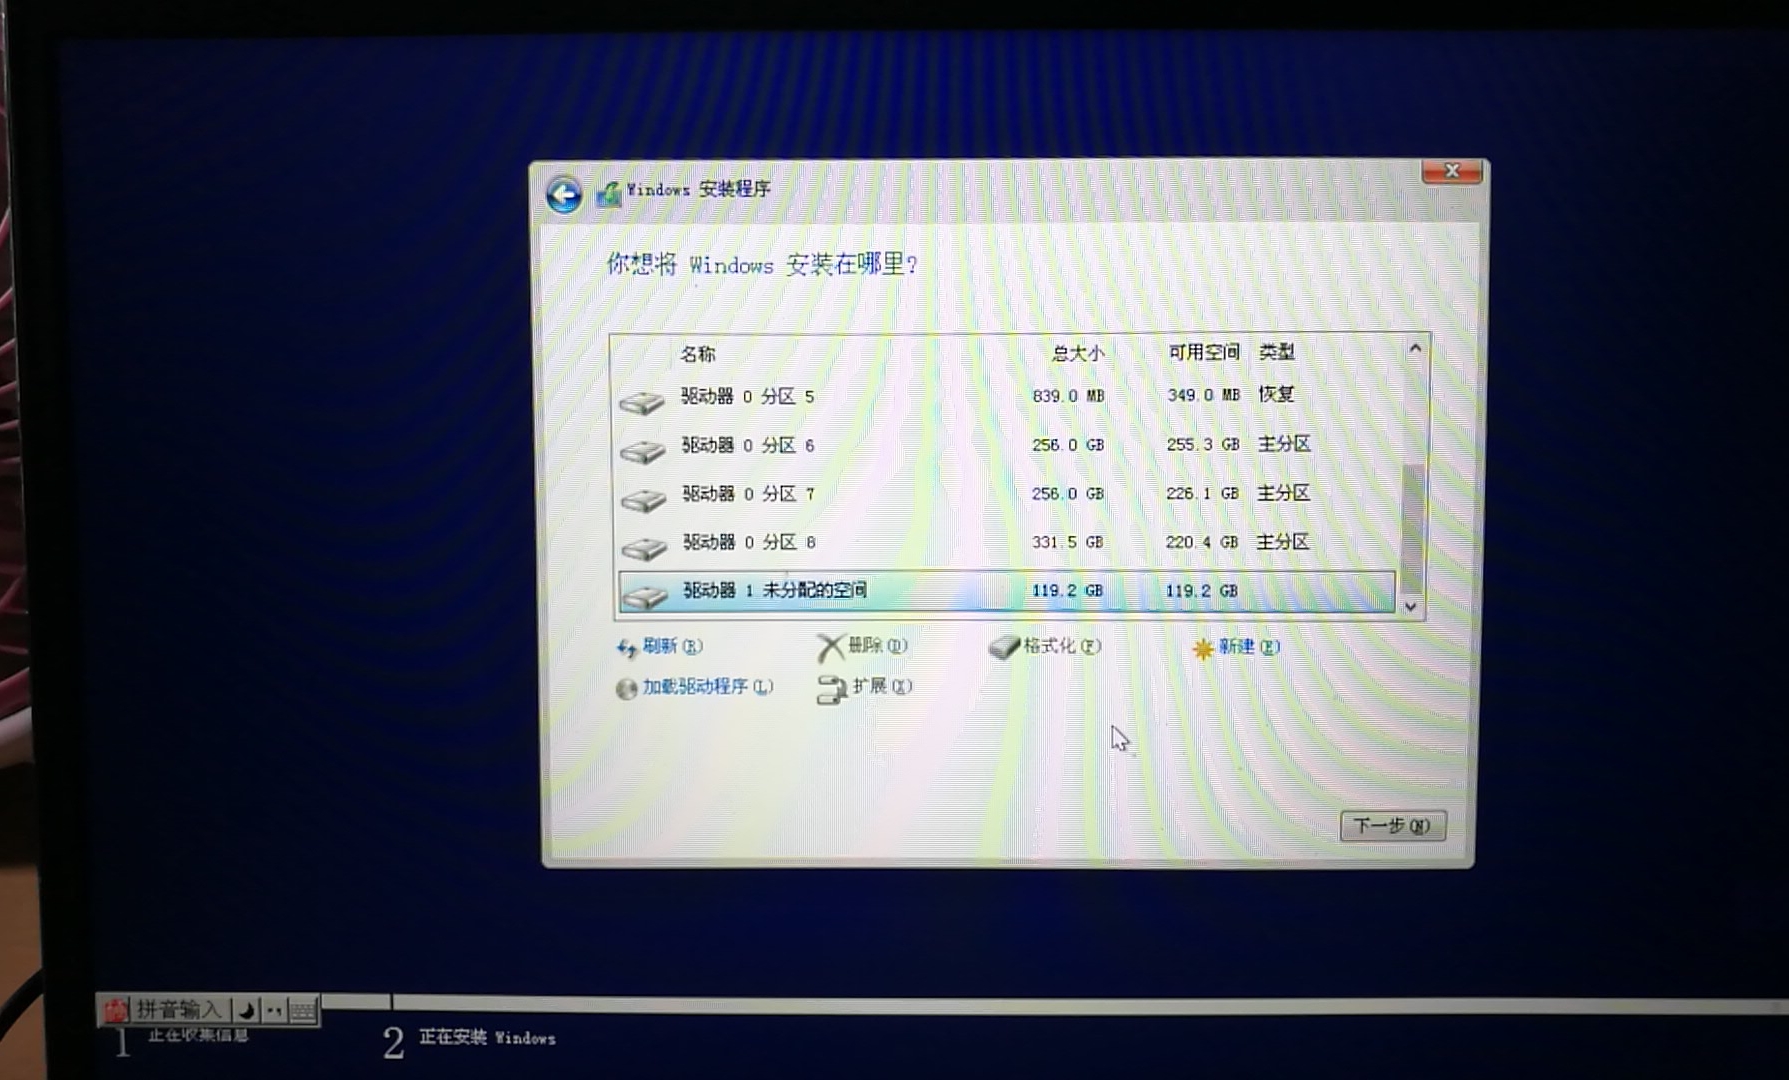 Windows 安装程序
你想将 Windows 安装在哪里?
名称 总大小 可用空间 类型
驱动器 0 分区 5 839.0 MB 349.0 MB 恢复
驱动器 0 分区 6 256.0 GB 255.3 GB 主分区
驱动器 0 分区 7 256.0 GB 226.1 GB 主分区
驱动器 0 分区 8 331.5 GB 220.4 GB 主分区
驱动器 1 未分配的空间 119.2 GB 119.2 GB
刷新(R) 删除(D) 格式化(F) 新建(E)
加载驱动程序(L) 扩展(X)
下一步(N)
拼音输入
1 正在收集信息 2 正在安装 Windows